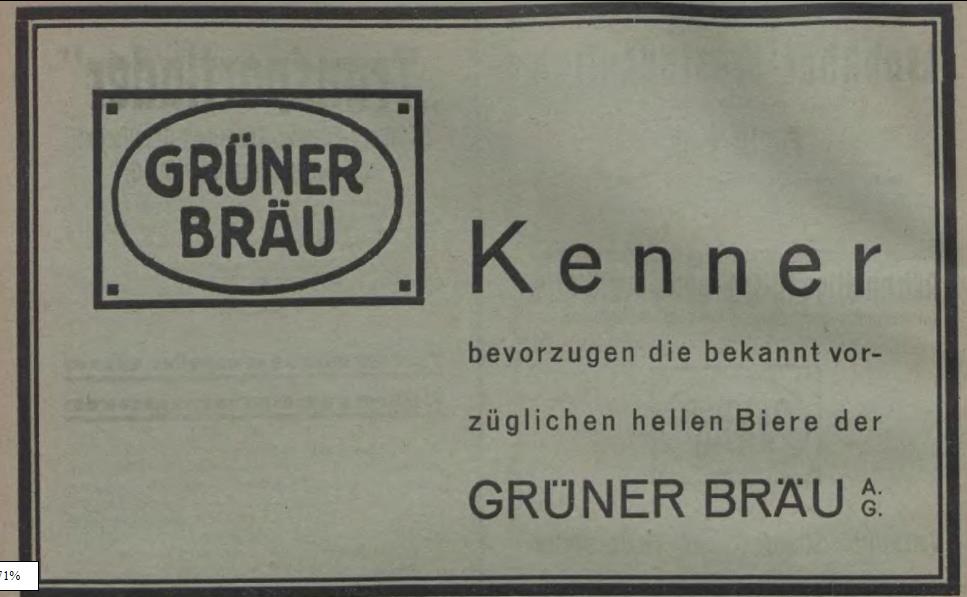 GRÜNER
BRÄU
Kenner
bevorzugen die bekannt vor-
züglichen hellen Biere der
GRÜNER BRÄU A.G.
71%